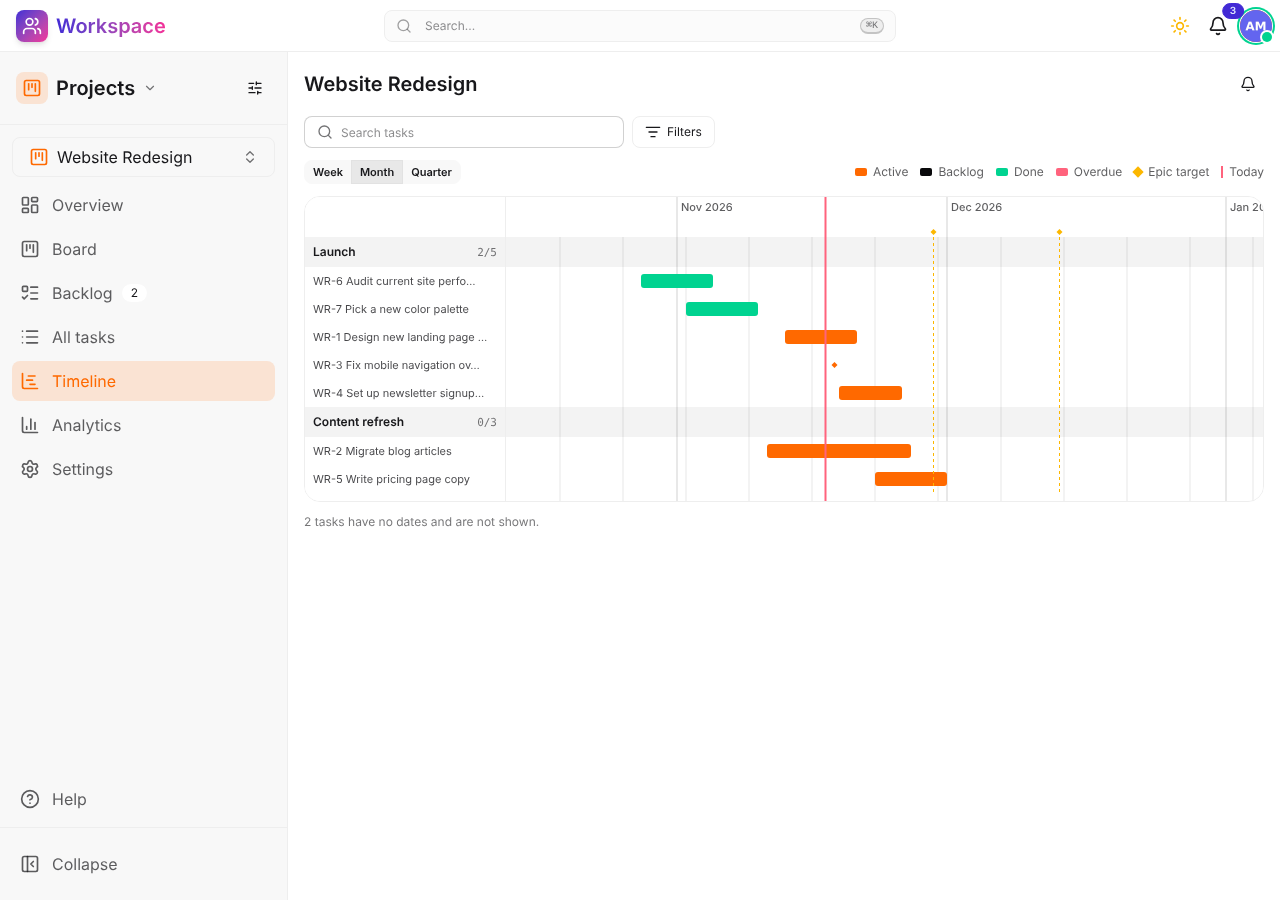 Workspace
Search...
⌘K
3
AM
Projects
Website Redesign
Overview
Board
Backlog 2
All tasks
Timeline
Analytics
Settings
Help
Collapse
Website Redesign
Search tasks
Filters
Week Month Quarter
Active Backlog Done Overdue Epic target Today
Nov 2026 Dec 2026 Jan 20
Launch 2/5
WR-6 Audit current site perfo...
WR-7 Pick a new color palette
WR-1 Design new landing page ...
WR-3 Fix mobile navigation ov...
WR-4 Set up newsletter signup...
Content refresh 0/3
WR-2 Migrate blog articles
WR-5 Write pricing page copy
2 tasks have no dates and are not shown.